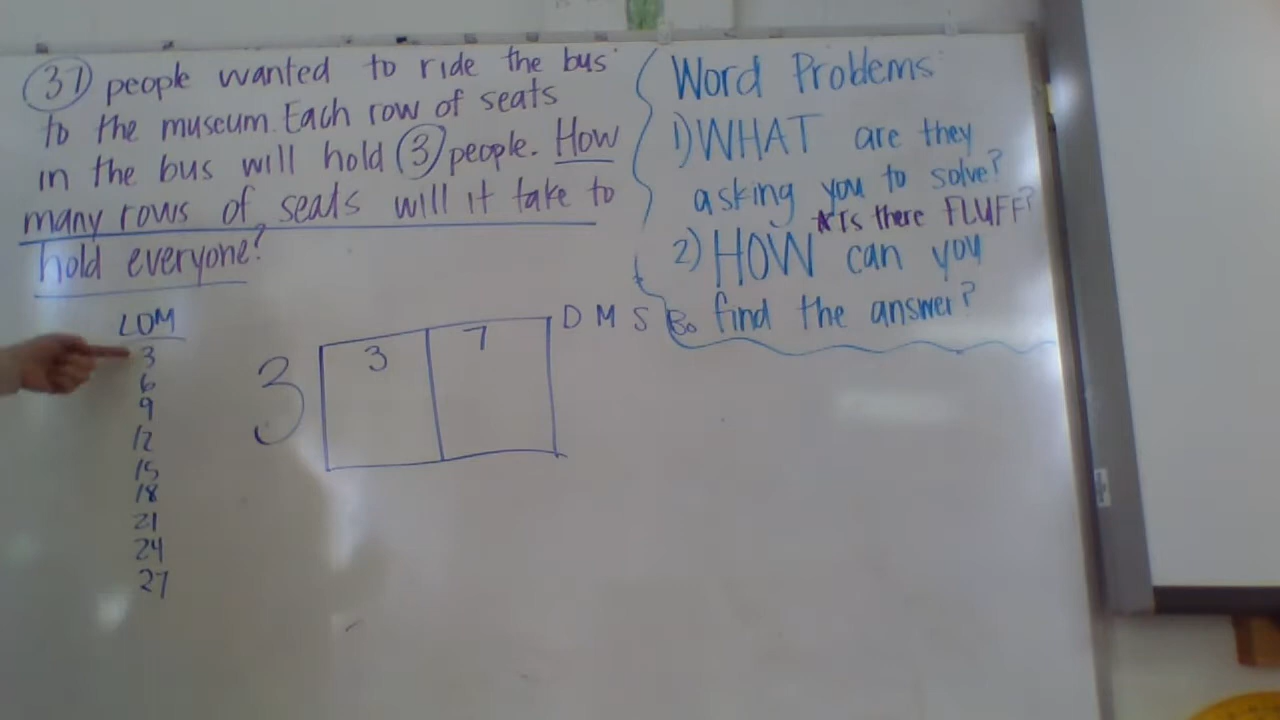 37 people wanted to ride the bus
to the museum. Each row of seats
in the bus will hold 3 people. How
many rows of seats will it take to
hold everyone?
Word Problems
1) WHAT are they
asking you to solve?
*Is there FLUFF?
2) HOW can you
find the answer?
LOM
3
6
9
12
15
18
21
24
27
3
3 7
D M S B